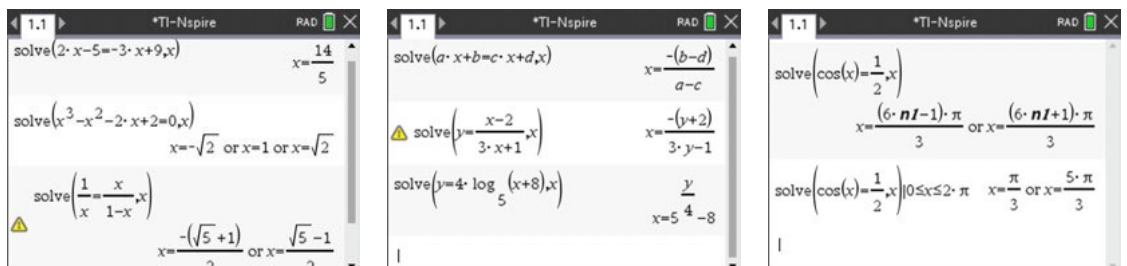 1.1 *TI-Nspire RAD
solve(2·x−5=−3·x+9,x)
x=14/5
solve(x³−x²−2·x+2=0,x)
x=−√2 or x=1 or x=√2
solve(1/x=x/(1−x),x)
x=−(√5+1)/2 or x=(√5−1)/2
1.1 *TI-Nspire RAD
solve(a·x+b=c·x+d,x)
x=−(b−d)/(a−c)
solve(y=(x−2)/(3·x+1),x)
x=−(y+2)/(3·y−1)
solve(y=4·log₅(x+8),x)
x=5^(y/4)−8
1.1 *TI-Nspire RAD
solve(cos(x)=1/2,x)
x=(6·n1−1)·π/3 or x=(6·n1+1)·π/3
solve(cos(x)=1/2,x)|0≤x≤2·π x=π/3 or x=5·π/3